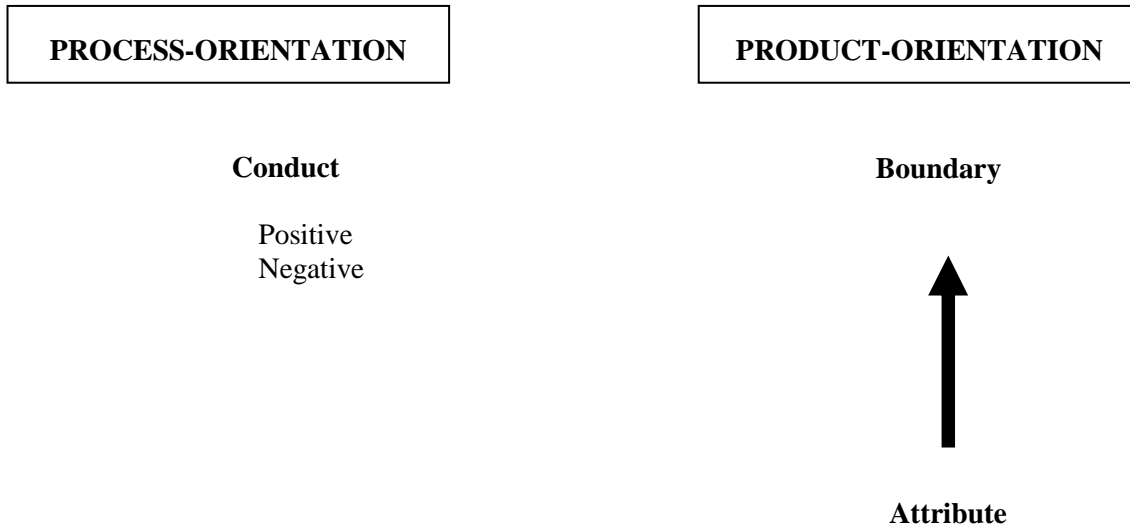 PROCESS-ORIENTATION
Conduct
Positive
Negative
PRODUCT-ORIENTATION
Boundary
Attribute